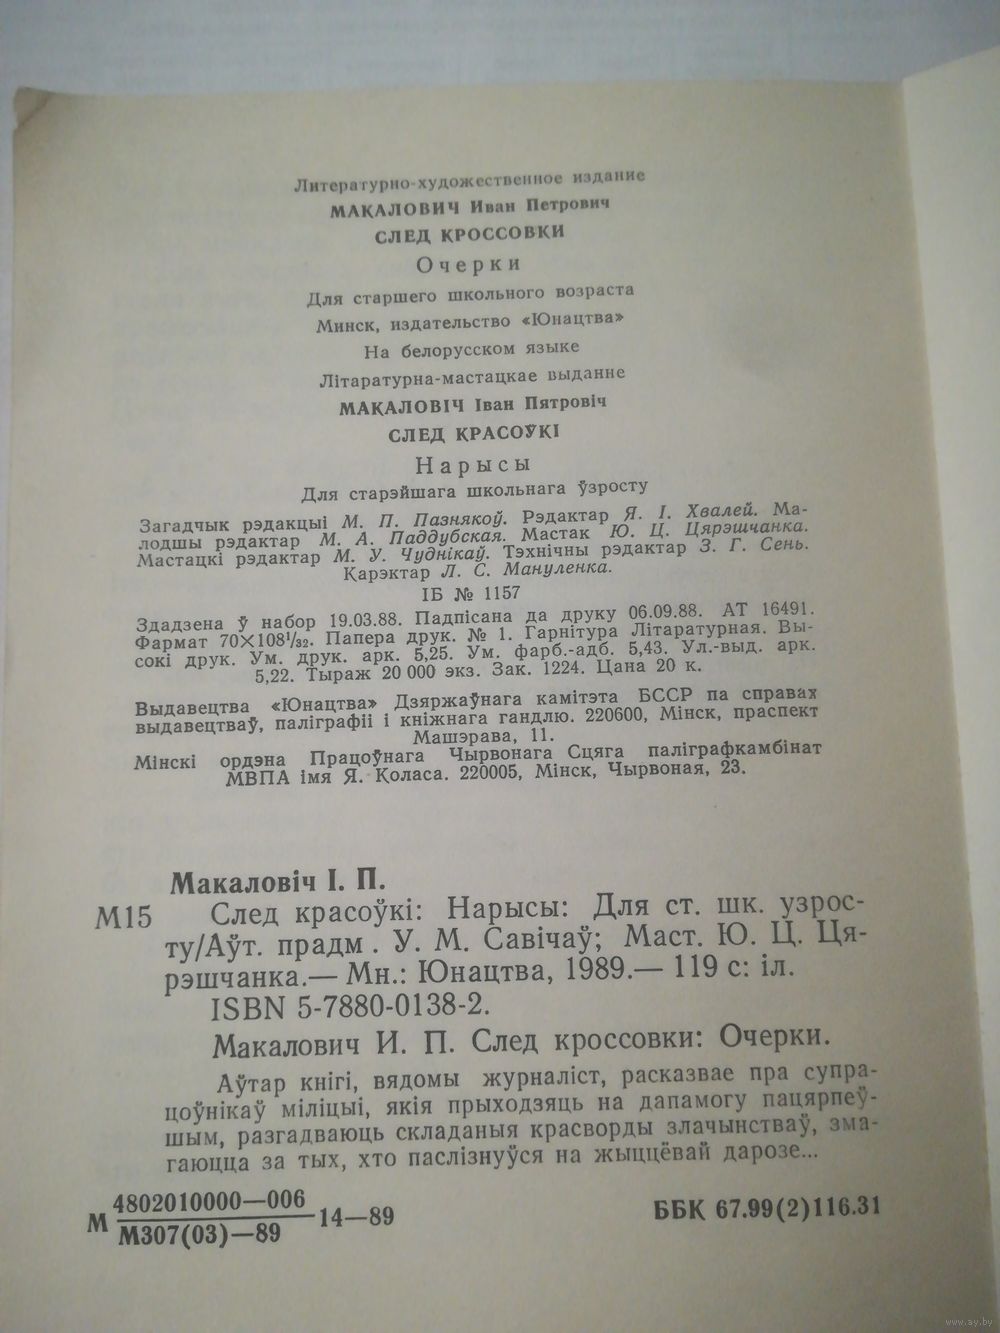 Литературно-художественное издание
МАКАЛОВИЧ Иван Петрович
СЛЕД КРОССОВКИ
Очерки
Для старшего школьного возраста
Минск, издательство «Юнацтва»
На белорусском языке
Літаратурна-мастацкае выданне
МАКАЛОВІЧ Іван Пятровіч
СЛЕД КРАСОЎКІ
Нарысы
Для старэйшага школьнага ўзросту
Загадчык рэдакцыі М. П. Пазнякоў. Рэдактар Я. І. Хвалей. Ма-
лодшы рэдактар М. А. Паддубская. Мастак Ю. Ц. Цярэшчанка.
Мастацкі рэдактар М. У. Чуднікаў. Тэхнічны рэдактар З. Г. Сень.
Карэктар Л. С. Мануленка.
ІБ № 1157
Здадзена ў набор 19.03.88. Падпісана да друку 06.09.88. АТ 16491.
Фармат 70×108¹/₃₂. Папера друк. № 1. Гарнітура Літаратурная. Вы-
сокі друк. Ум. друк. арк. 5,25. Ум. фарб.-адб. 5,43. Ул.-выд. арк.
5,22. Тыраж 20 000 экз. Зак. 1224. Цана 20 к.
Выдавецтва «Юнацтва» Дзяржаўнага камітэта БССР па справах
выдавецтваў, паліграфіі і кніжнага гандлю. 220600, Мінск, праспект
Машэрава, 11.
Мінскі ордэна Працоўнага Чырвонага Сцяга паліграфкамбінат
МВПА імя Я. Коласа. 220005, Мінск, Чырвоная, 23.
Макаловіч І. П.
М15 След красоўкі: Нарысы: Для ст. шк. узрос-
ту/Аўт. прадм. У. М. Савічаў; Маст. Ю. Ц. Ця-
рэшчанка.— Мн.: Юнацтва, 1989.— 119 с: іл.
ISBN 5-7880-0138-2.
Макалович И. П. След кроссовки: Очерки.
Аўтар кнігі, вядомы журналіст, расказвае пра супра-
цоўнікаў міліцыі, якія прыходзяць на дапамогу пацярпеў-
шым, разгадваюць складаныя красворды злачынстваў, зма-
гаюцца за тых, хто паслізнуўся на жыццёвай дарозе...
М 4802010000—006
М307(03)—89 14—89
ББК 67.99(2)116.31
www.ay.by